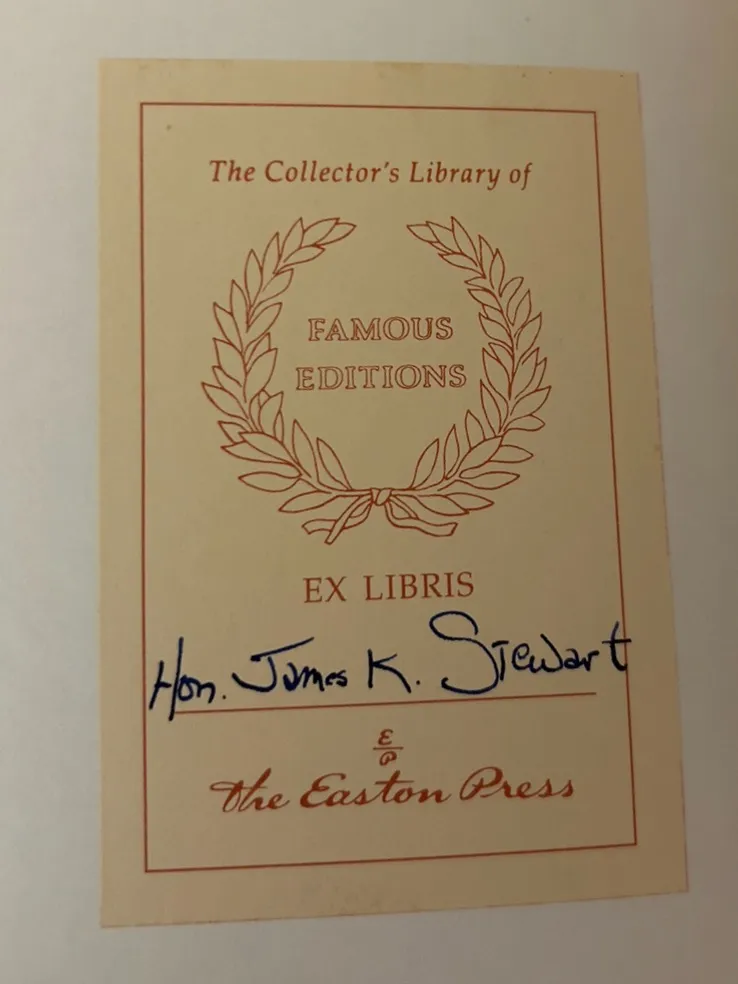 The Collector's Library of
FAMOUS
EDITIONS
EX LIBRIS
Hon. James K. Stewart
E
P
The Easton Press